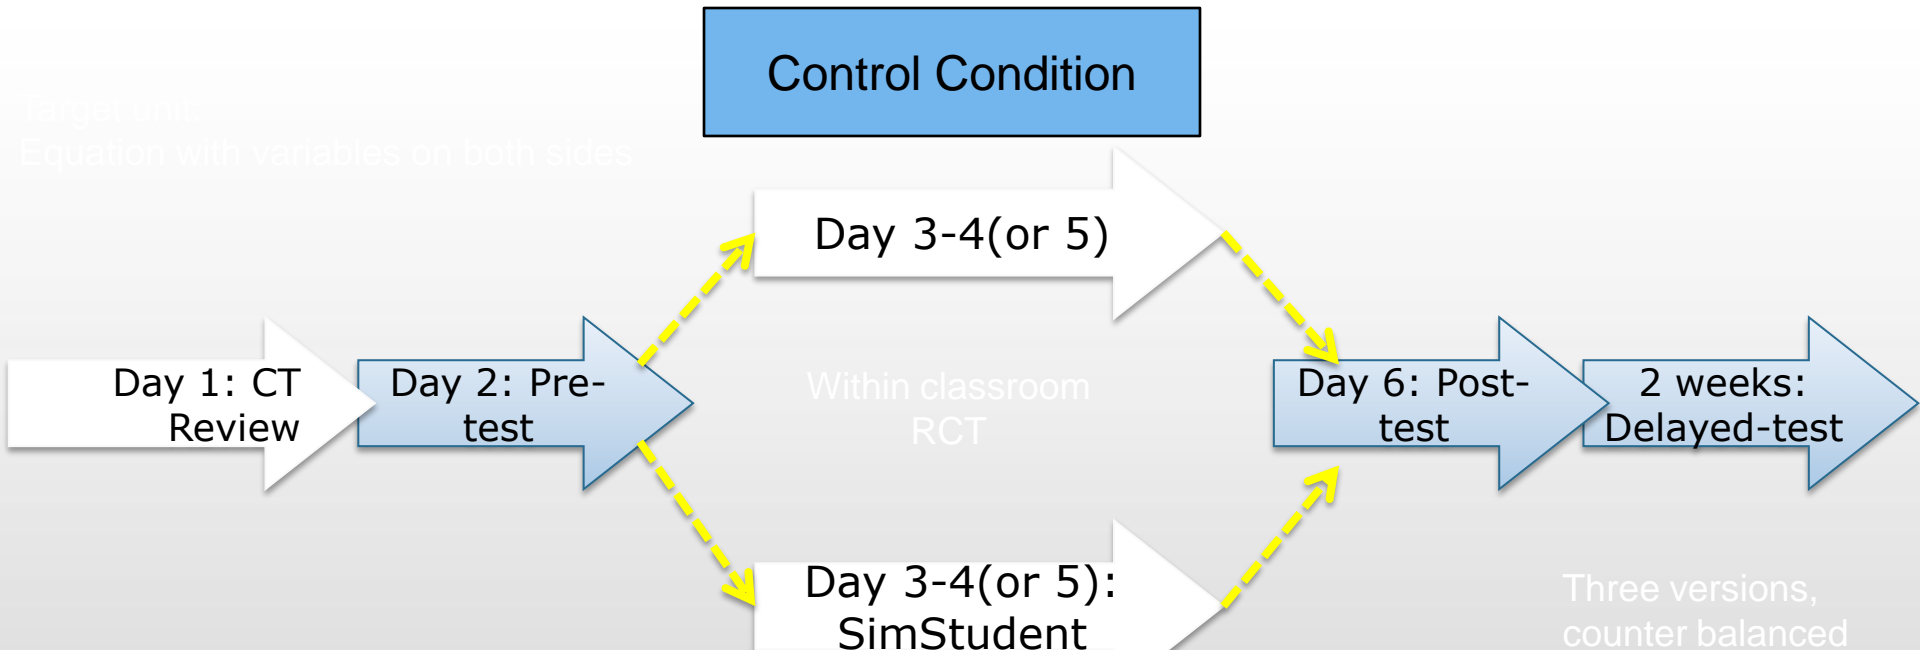 Control Condition
Target unit:
Equation with variables on both sides
Day 3-4(or 5)
Day 1: CT
Review
Day 2: Pre-
test
Within classroom
RCT
Day 6: Post-
test
2 weeks:
Delayed-test
Day 3-4(or 5):
SimStudent
Three versions,
counter balanced